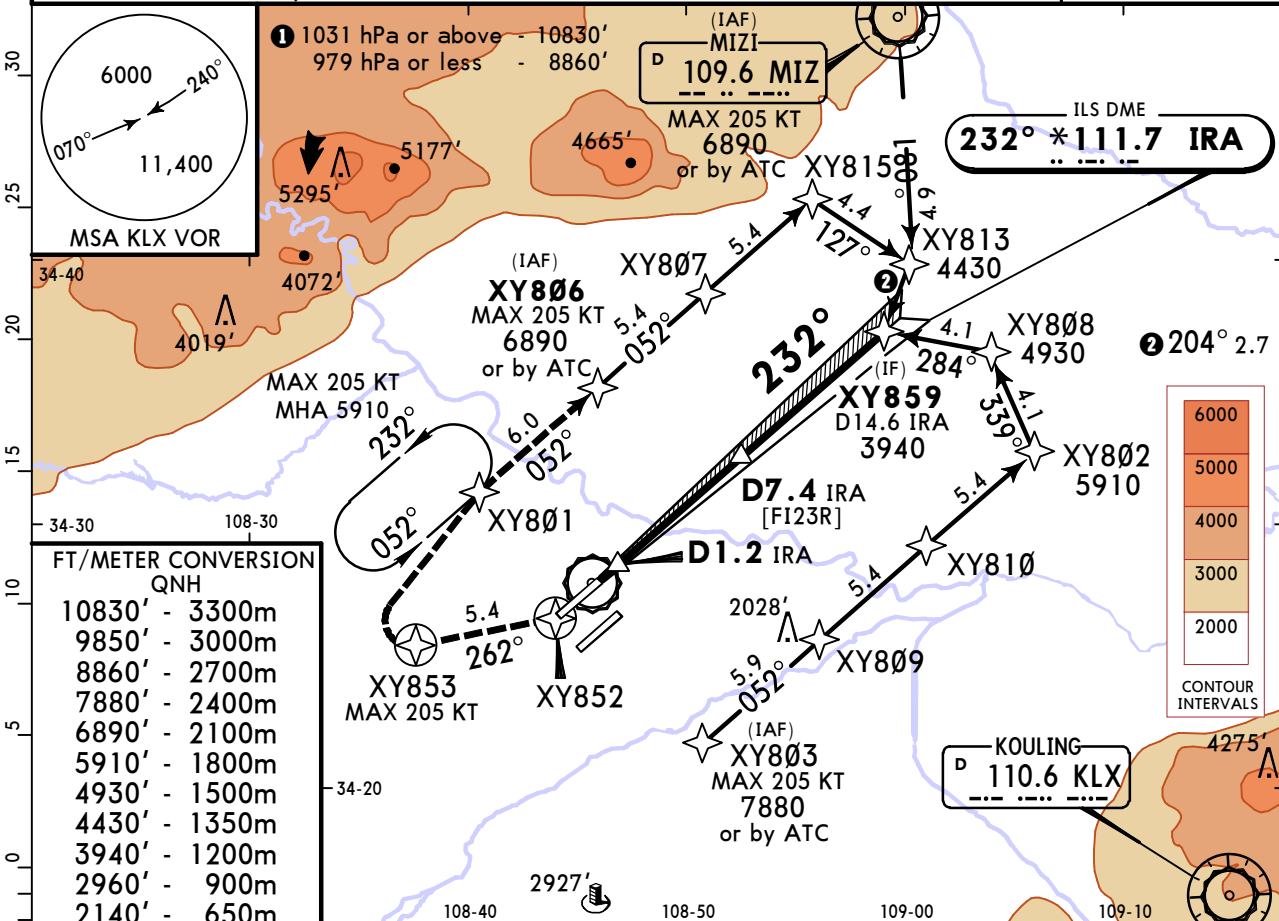 ❶ 1031 hPa or above - 10830'
979 hPa or less - 8860'
6000
240°
070°
11,400
MSA KLX VOR
(IAF)
MIZI
D 109.6 MIZ
MAX 205 KT
6890
or by ATC
ILS DME
232° *111.7 IRA
5177'
5295'
4665'
4072'
4019'
34-40
30
25
20
15
10
5
0
XY815
4.4
127°
180°
4.9
XY813
4430
❷
5.4
XY807
5.4
052°
(IAF)
XY806
MAX 205 KT
6890
or by ATC
232°
4.1
284°
XY808
4930
❷ 204° 2.7
(IF)
XY859
D14.6 IRA
3940
4.1
339°
XY802
5910
MAX 205 KT
MHA 5910
232°
052°
6.0
052°
XY801
D7.4 IRA
[FI23R]
D1.2 IRA
5.4
XY810
5.4
2028'
XY809
5.9
052°
(IAF)
XY803
MAX 205 KT
7880
or by ATC
5.4
262°
XY853
MAX 205 KT
XY852
6000
5000
4000
3000
2000
CONTOUR
INTERVALS
KOULING
D 110.6 KLX
4275'
2927'
34-30
108-30
34-20
108-40
108-50
109-00
109-10
FT/METER CONVERSION
QNH
10830' - 3300m
9850' - 3000m
8860' - 2700m
7880' - 2400m
6890' - 2100m
5910' - 1800m
4930' - 1500m
4430' - 1350m
3940' - 1200m
2960' - 900m
2140' - 650m